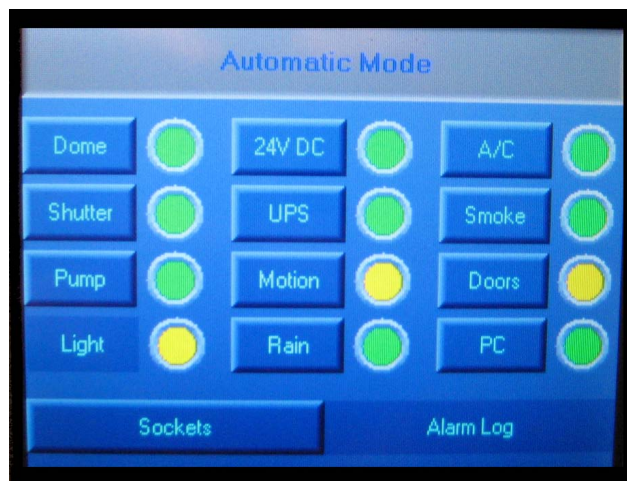 Automatic Mode
Dome 24V DC A/C
Shutter UPS Smoke
Pump Motion Doors
Light Rain PC
Sockets Alarm Log